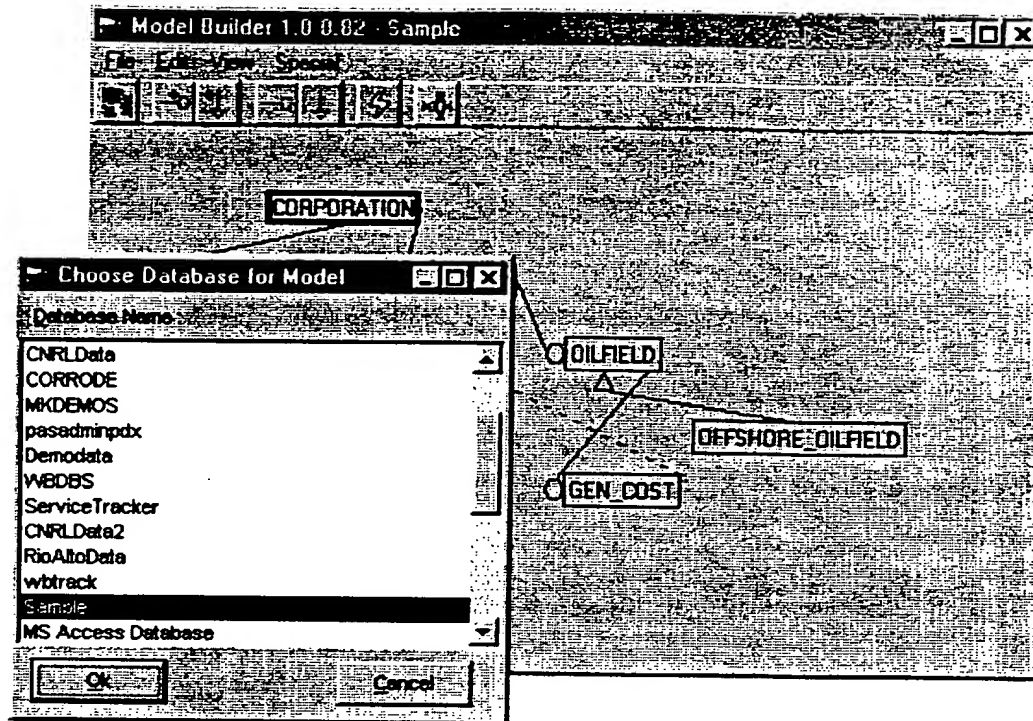 Model Builder 1.0 0.82 - Sample
File Edit View Special
CORPORATION
Choose Database for Model
Database Name
CNRLData
CORRODE
MKDEMOS
pasadminpdx
Demodata
WBDBS
ServiceTracker
CNRLData2
RioAltoData
wbtrack
Sample
MS Access Database
Ok
Cancel
OILFIELD
OFFSHORE_OILFIELD
GEN_COST